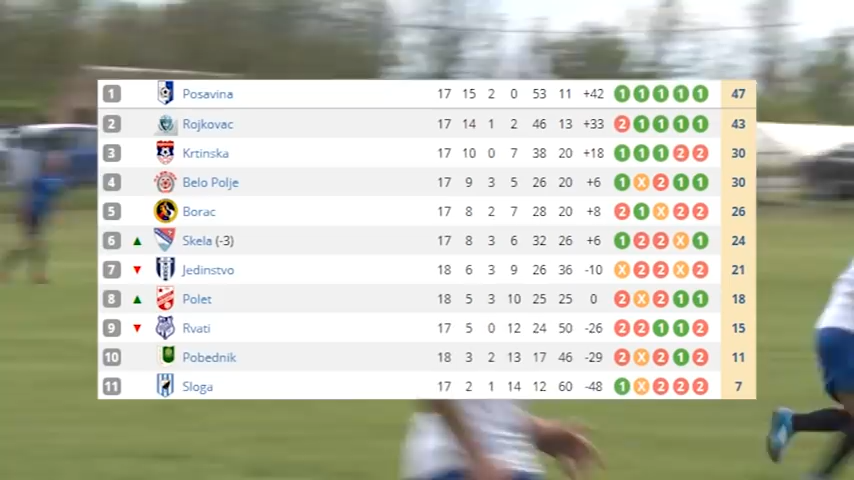 1 Posavina 17 15 2 0 53 11 +42 1 1 1 1 1 47
2 Rojkovac 17 14 1 2 46 13 +33 2 1 1 1 1 43
3 Krtinska 17 10 0 7 38 20 +18 1 1 1 2 2 30
4 Belo Polje 17 9 3 5 26 20 +6 1 X 2 1 1 30
5 Borac 17 8 2 7 28 20 +8 2 1 X 2 2 26
6 Skela (-3) 17 8 3 6 32 26 +6 1 2 2 X 1 24
7 Jedinstvo 18 6 3 9 26 36 -10 X 2 2 X 2 21
8 Polet 18 5 3 10 25 25 0 2 X 2 1 1 18
9 Rvati 17 5 0 12 24 50 -26 2 2 1 1 2 15
10 Pobednik 18 3 2 13 17 46 -29 2 X 2 1 2 11
11 Sloga 17 2 1 14 12 60 -48 1 X 2 2 2 7